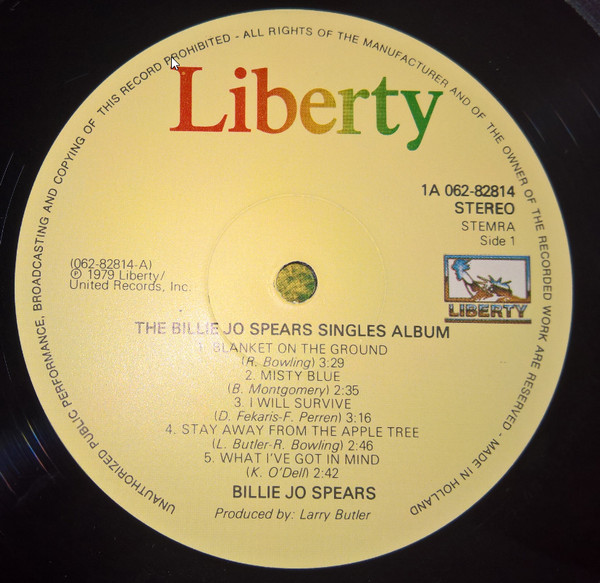 UNAUTHORIZED PUBLIC PERFORMANCE, BROADCASTING AND COPYING OF THIS RECORD PROHIBITED - ALL RIGHTS OF THE MANUFACTURER AND OF THE OWNER OF THE RECORDED WORK ARE RESERVED - MADE IN HOLLAND
Liberty
1A 062-82814
STEREO
STEMRA
Side 1
(062-82814-A)
℗ 1979 Liberty/
United Records, Inc.
LIBERTY
THE BILLIE JO SPEARS SINGLES ALBUM
1. BLANKET ON THE GROUND
(R. Bowling) 3:29
2. MISTY BLUE
(B. Montgomery) 2:35
3. I WILL SURVIVE
(D. Fekaris-F. Perren) 3:16
4. STAY AWAY FROM THE APPLE TREE
(L. Butler-R. Bowling) 2:46
5. WHAT I'VE GOT IN MIND
(K. O'Dell) 2:42
BILLIE JO SPEARS
Produced by: Larry Butler